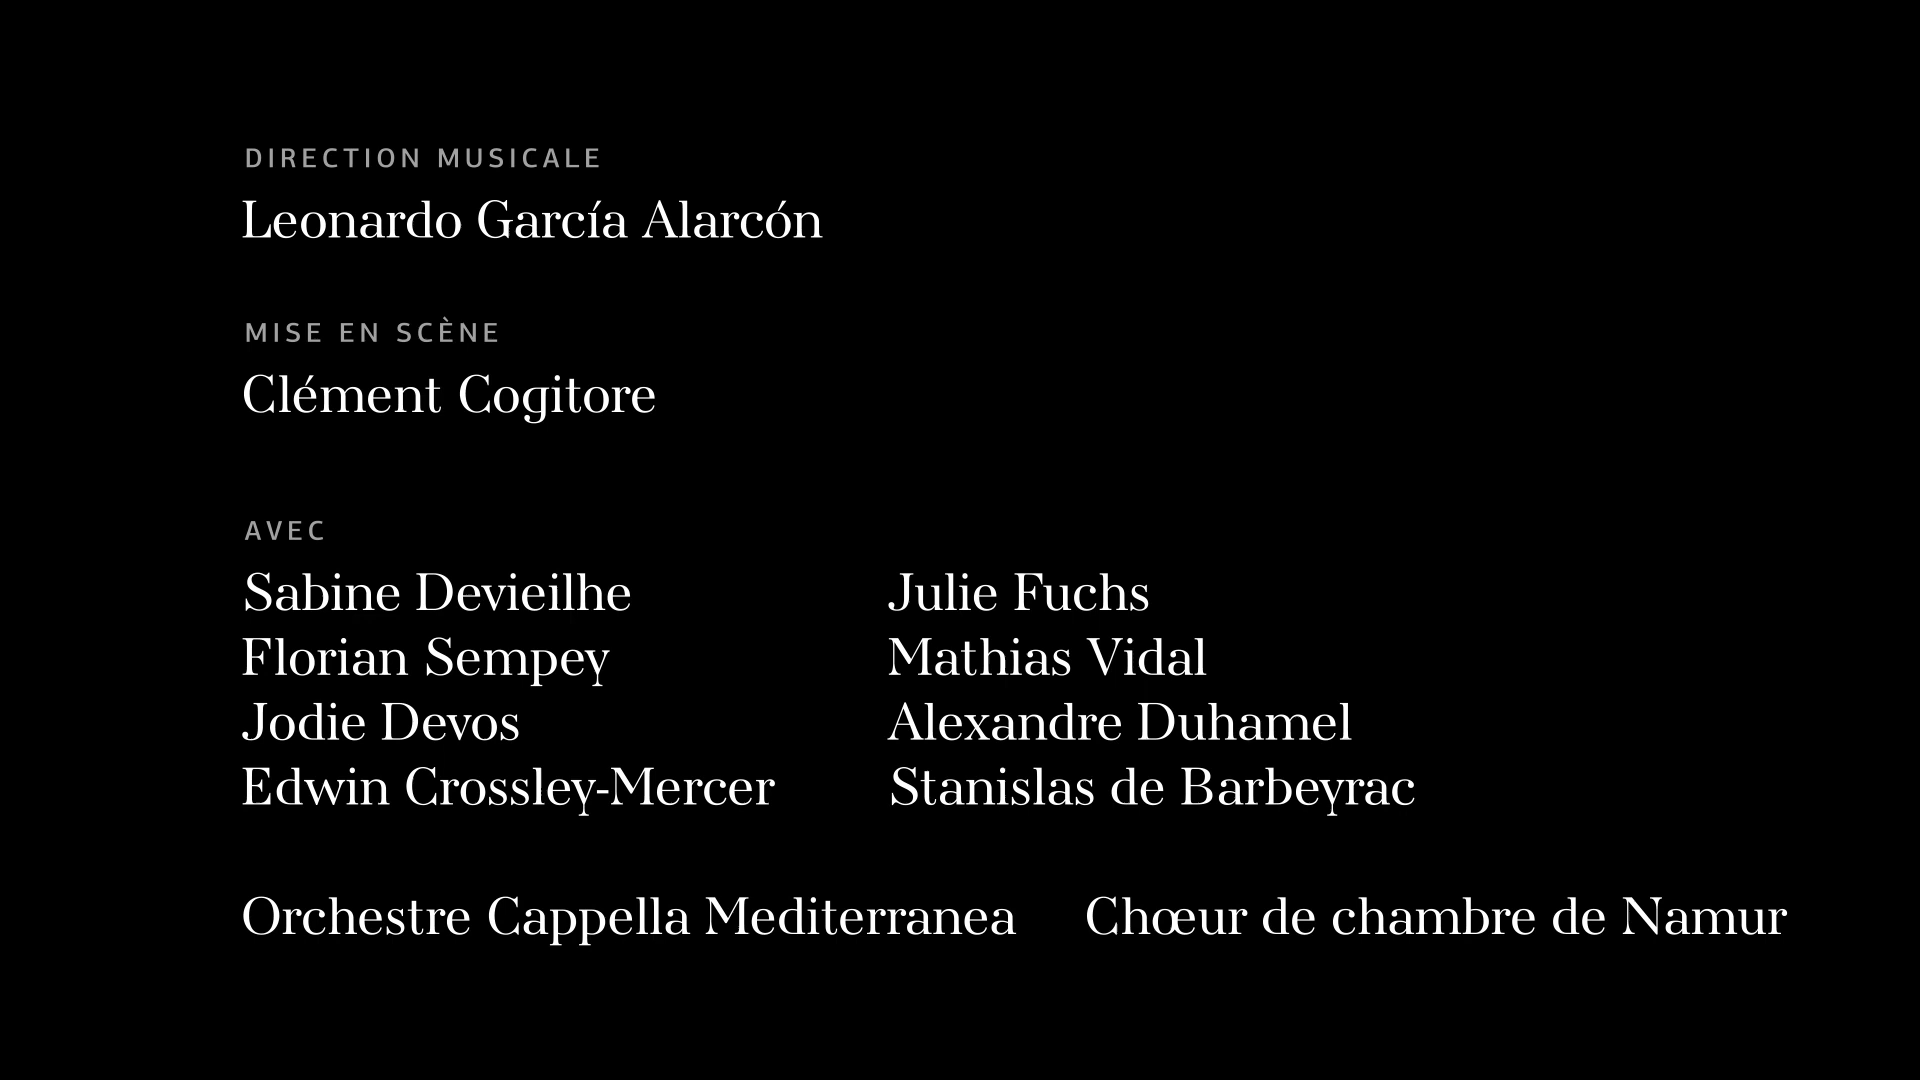 DIRECTION MUSICALE
Leonardo García Alarcón
MISE EN SCÈNE
Clément Cogitore
AVEC
Sabine Devieilhe
Florian Sempey
Jodie Devos
Edwin Crossley-Mercer
Julie Fuchs
Mathias Vidal
Alexandre Duhamel
Stanislas de Barbeyrac
Orchestre Cappella Mediterranea
Chœur de chambre de Namur